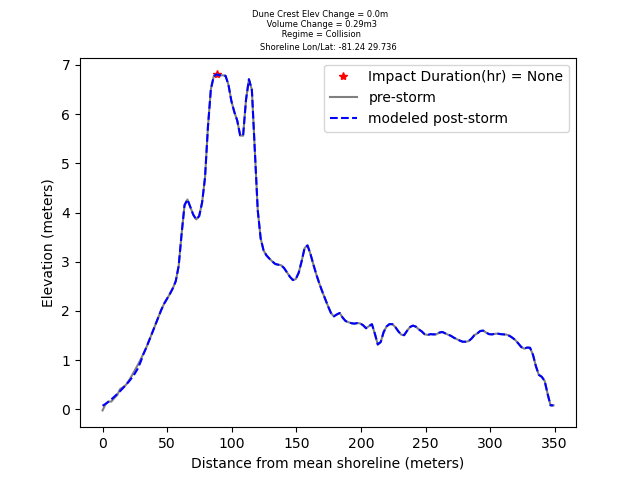 Dune Crest Elev Change = 0.0m
Volume Change = 0.29m3
Regime = Collision
Shoreline Lon/Lat: -81.24 29.736
Impact Duration(hr) = None
pre-storm
modeled post-storm
Elevation (meters)
7
6
5
4
3
2
1
0
0 50 100 150 200 250 300 350
Distance from mean shoreline (meters)